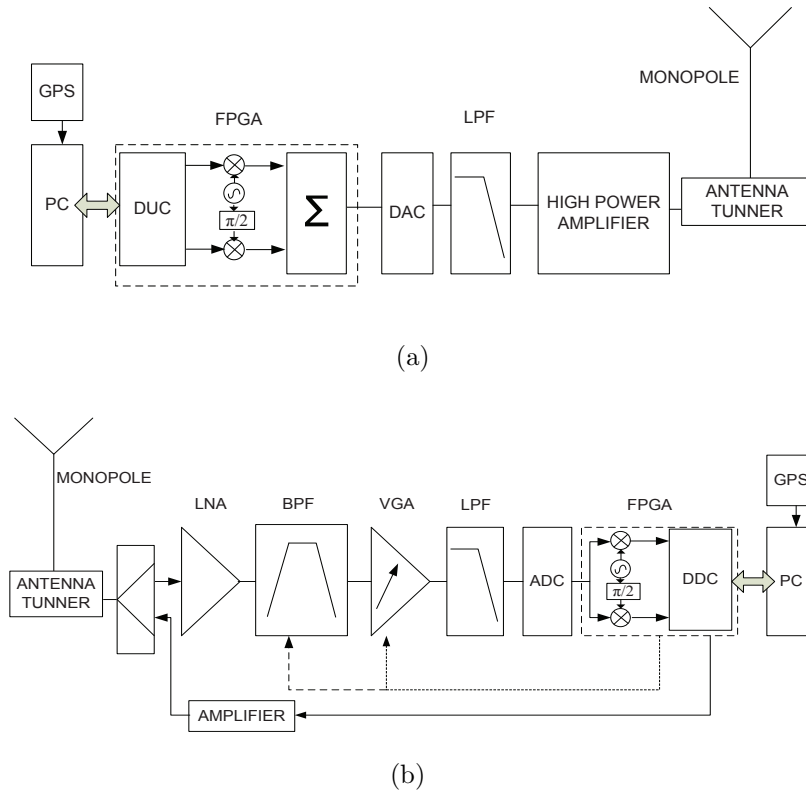 MONOPOLE
GPS
FPGA
LPF
PC
DUC
π/2
Σ
DAC
HIGH POWER
AMPLIFIER
ANTENNA
TUNNER
(a)
MONOPOLE
LNA
BPF
VGA
LPF
FPGA
GPS
ANTENNA
TUNNER
ADC
π/2
DDC
PC
AMPLIFIER
(b)